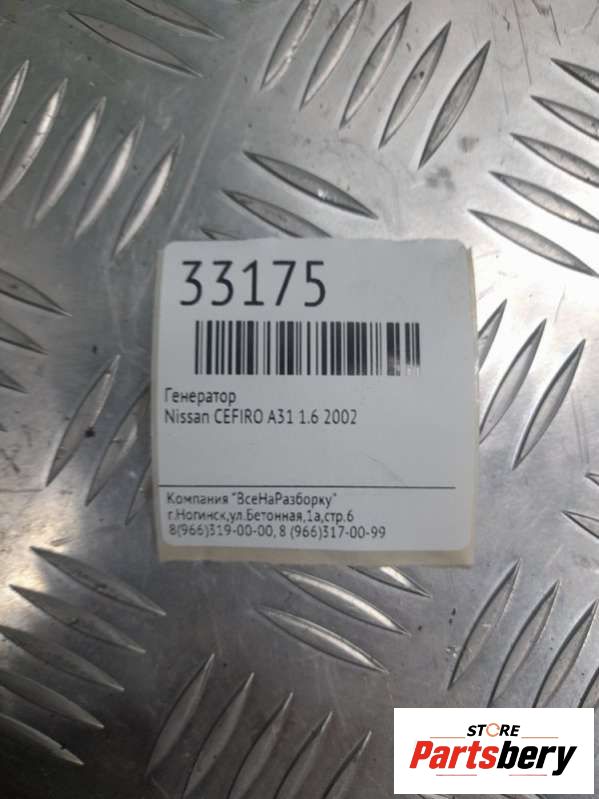 33175
Генератор
Nissan CEFIRO A31 1.6 2002
Компания "ВсеНаРазборку"
г.Ногинск,ул.Бетонная,1а,стр.6
8(966)319-00-00, 8 (966)317-00-99
STORE
Partsbery